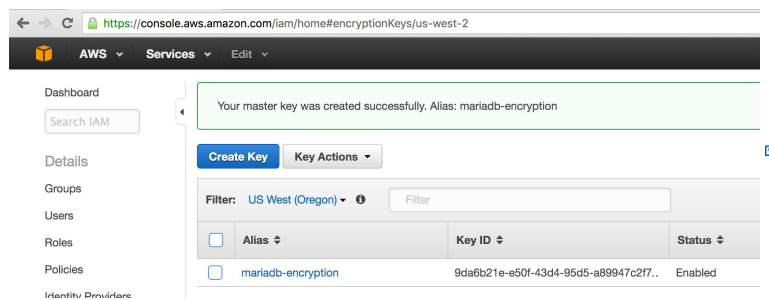 https://console.aws.amazon.com/iam/home#encryptionKeys/us-west-2
AWS Services Edit
Dashboard
Search IAM
Details
Groups
Users
Roles
Policies
Identity Providers
Your master key was created successfully. Alias: mariadb-encryption
Create Key Key Actions
Filter: US West (Oregon) Filter
Alias Key ID Status
mariadb-encryption 9da6b21e-e50f-43d4-95d5-a89947c2f7.. Enabled